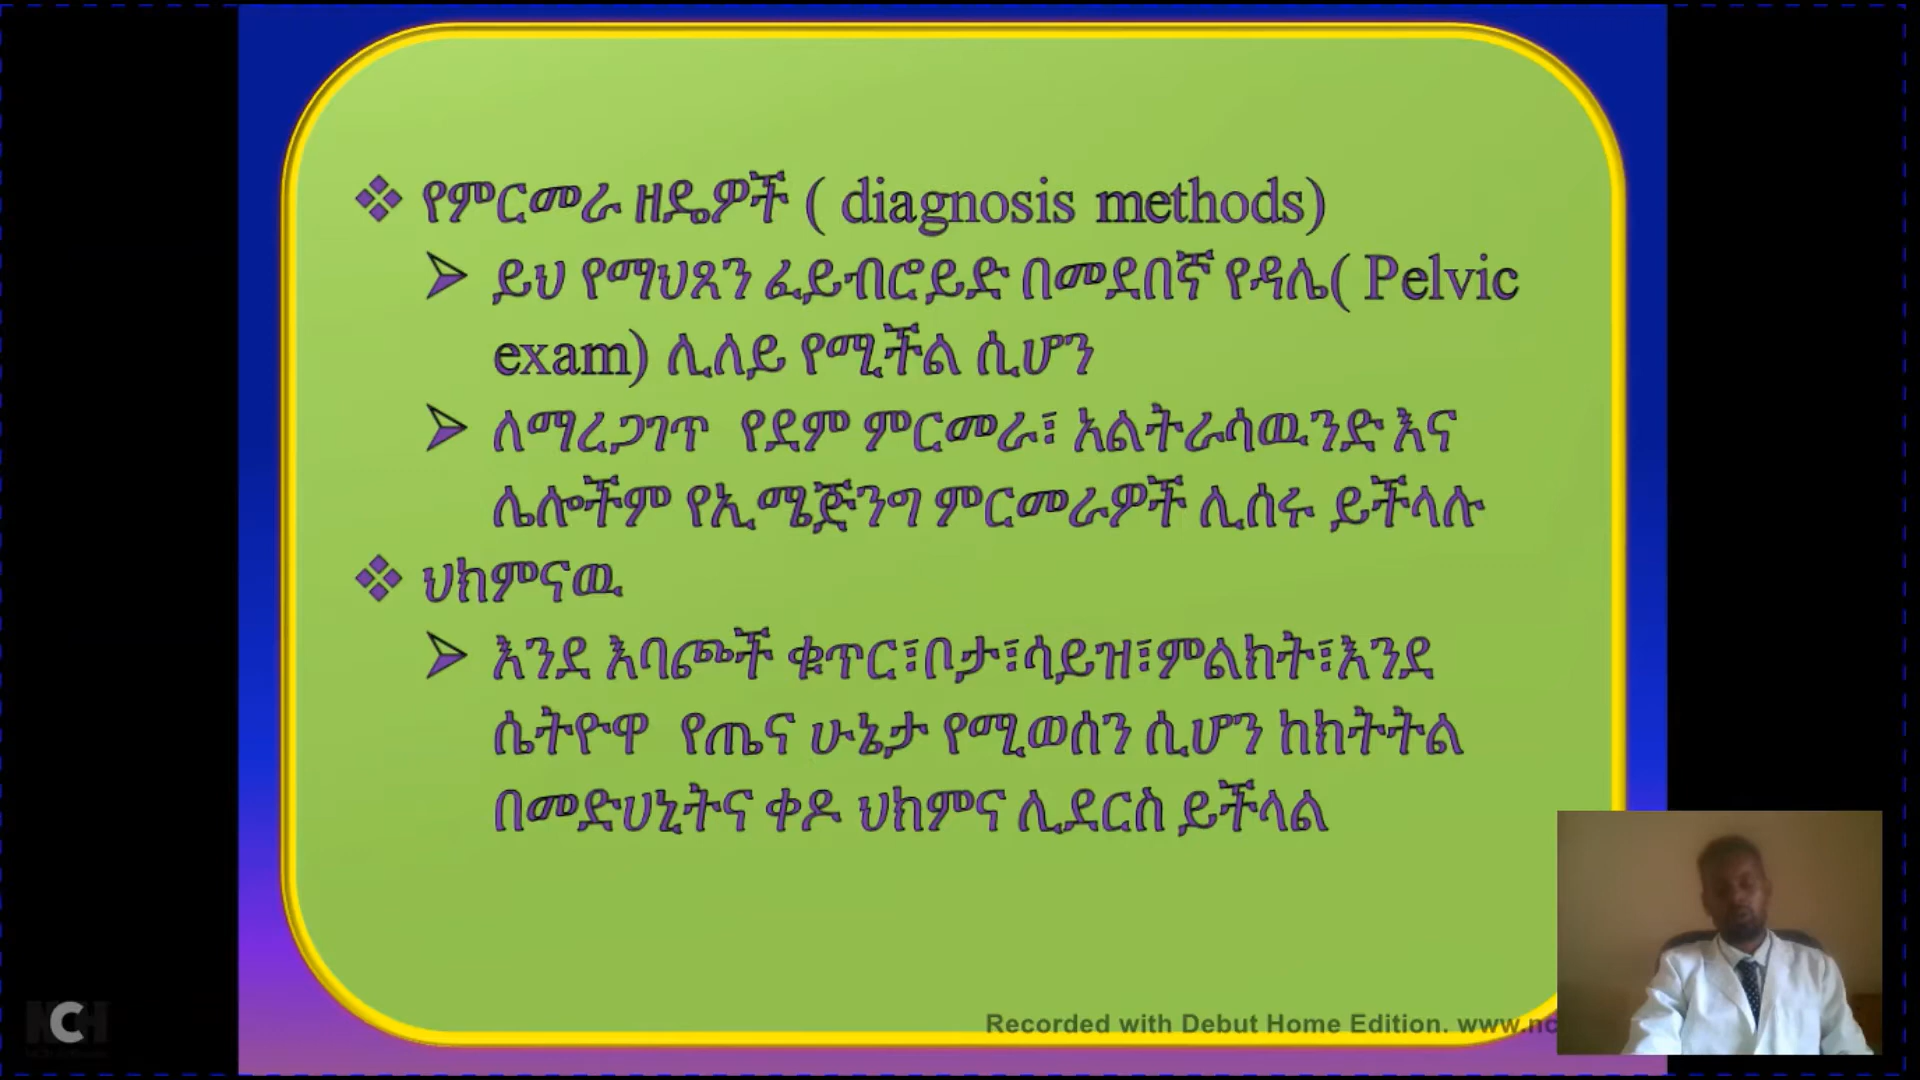 ❖ የምርመራ ዘዴዎች ( diagnosis methods)
➢ ይህ የማህጸን ፈይብሮይድ በመደበኛ የዳሌ( Pelvic
exam) ሊለይ የሚችል ሲሆን
➢ ለማረጋገጥ የደም ምርመራ፣ አልትራሳዉንድ እና
ሌሎችም የኢሜጅንግ ምርመራዎች ሊሰሩ ይችላሉ
❖ ህክምናዉ
➢ እንደ እባጮች ቁጥር፣ቦታ፣ሳይዝ፣ምልክት፣እንደ
ሴትዮዋ የጤና ሁኔታ የሚወሰን ሲሆን ከክትትል
በመድሀኒትና ቀዶ ህክምና ሊደርስ ይችላል
Recorded with Debut Home Edition. www.nc
NCH